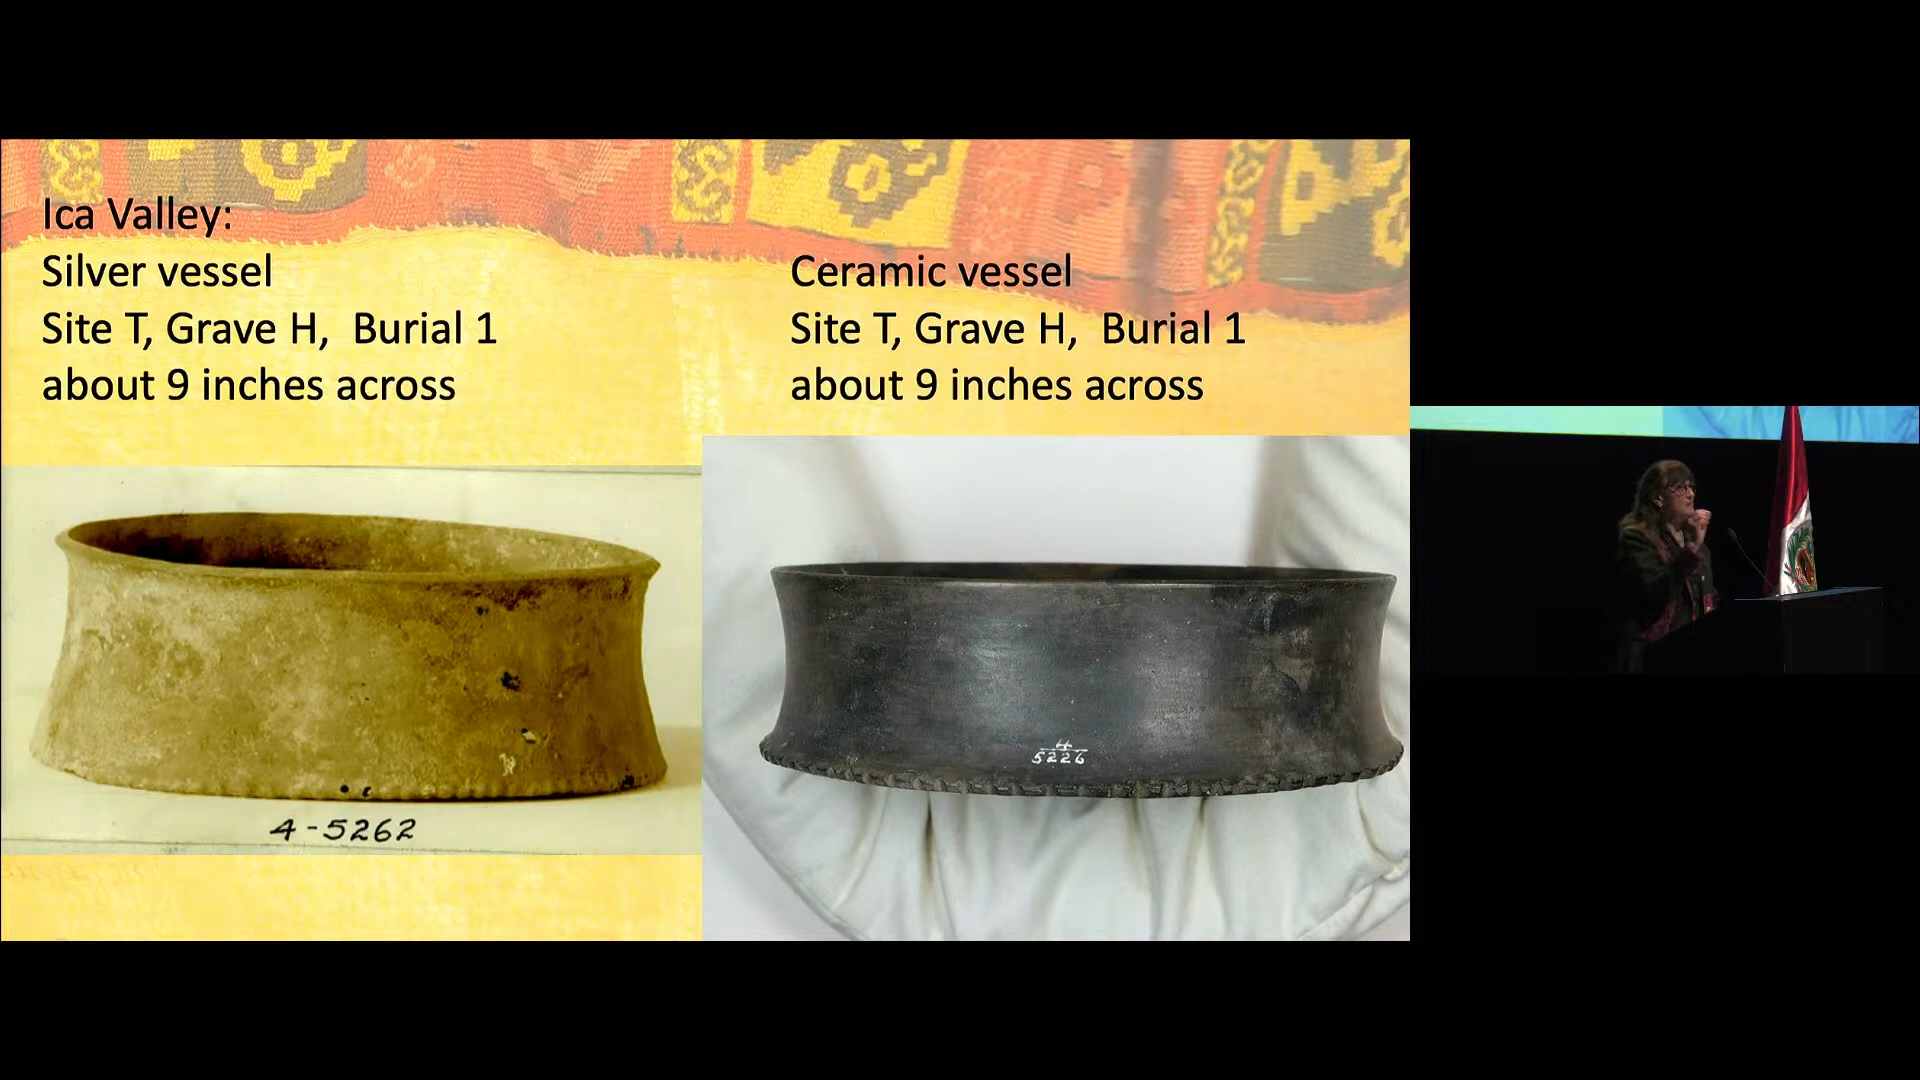 Ica Valley:
Silver vessel
Site T, Grave H,  Burial 1
about 9 inches across
Ceramic vessel
Site T, Grave H,  Burial 1
about 9 inches across
4-5262
4
5226